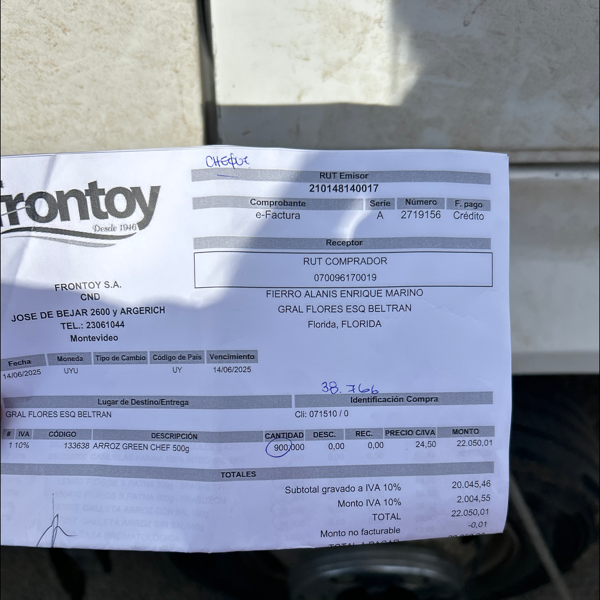 CHEQUE
frontoy
Desde 1946
RUT Emisor
210148140017
Comprobante Serie Número F. pago
e-Factura A 2719156 Crédito
Receptor
RUT COMPRADOR
070096170019
FIERRO ALANIS ENRIQUE MARINO
GRAL FLORES ESQ BELTRAN
Florida, FLORIDA
FRONTOY S.A.
CND
JOSE DE BEJAR 2600 y ARGERICH
TEL.: 23061044
Montevideo
Fecha Moneda Tipo de Cambio Código de País Vencimiento
14/06/2025 UYU UY 14/06/2025
38.766
Lugar de Destino/Entrega Identificación Compra
GRAL FLORES ESQ BELTRAN Cli: 071510 / 0
# IVA CÓDIGO DESCRIPCIÓN CANTIDAD DESC. REC. PRECIO C/IVA MONTO
1 10% 133638 ARROZ GREEN CHEF 500g 900,000 0,00 0,00 24,50 22.050,01
TOTALES
Subtotal gravado a IVA 10% 20.045,46
Monto IVA 10% 2.004,55
TOTAL 22.050,01
Monto no facturable -0,01